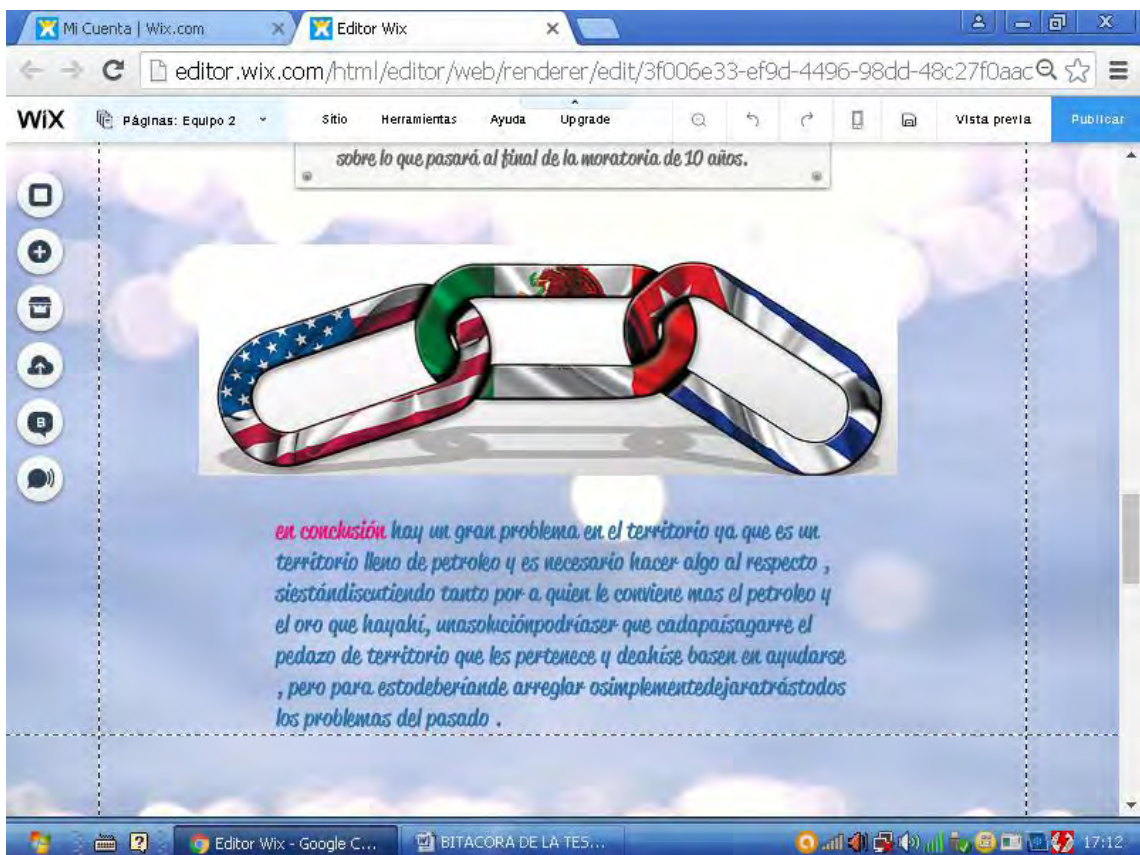 Mi Cuenta | Wix.com
Editor Wix
editor.wix.com/html/editor/web/renderer/edit/3f006e33-ef9d-4496-98dd-48c27f0aac
WiX Páginas: Equipo 2 Sitio Herramientas Ayuda Upgrade Vista previa Publicar
sobre lo que pasará al final de la moratoria de 10 años.
en conclusión hay un gran problema en el territorio ya que es un
territorio lleno de petroleo y es necesario hacer algo al respecto ,
siestándiscutiendo tanto por a quien le conviene mas el petroleo y
el oro que hayahí, unasoluciónpodríaser que cadapaísagarre el
pedazo de territorio que les pertenece y deahíse basen en ayudarse
, pero para estodeberíande arreglar osimplementedejaratrástodos
los problemas del pasado .
Editor Wix - Google C... BITACORA DE LA TES... 17:12